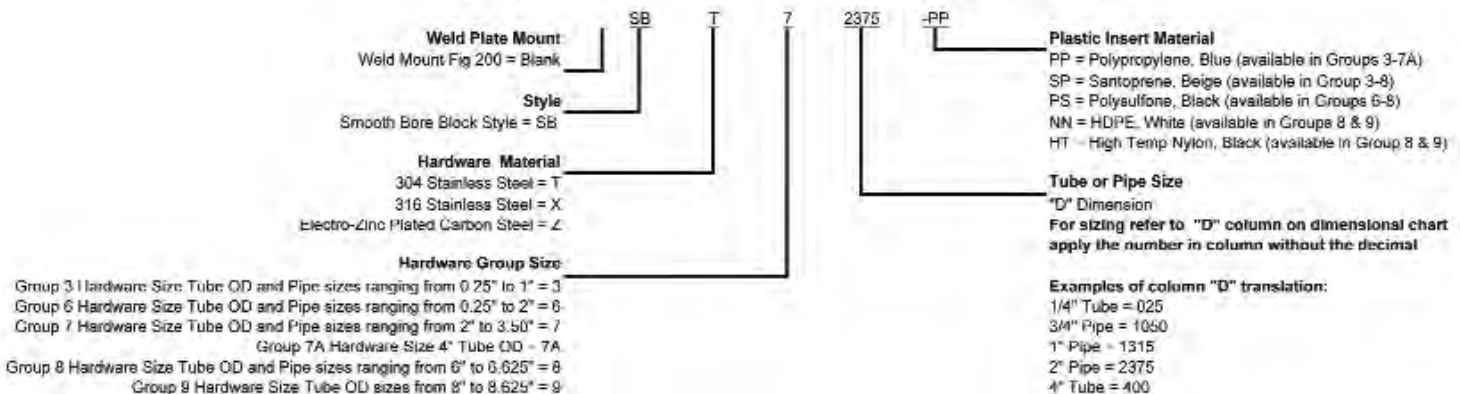 SB T 7 2375 -PP
Weld Plate Mount
Weld Mount Fig 200 = Blank
Style
Smooth Bore Block Style = SB
Hardware Material
304 Stainless Steel = T
316 Stainless Steel = X
Electro-Zinc Plated Carbon Steel = Z
Hardware Group Size
Group 3 Hardware Size Tube OD and Pipe sizes ranging from 0.25" to 1" = 3
Group 6 Hardware Size Tube OD and Pipe sizes ranging from 0.25" to 2" = 6
Group 7 Hardware Size Tube OD and Pipe sizes ranging from 2" to 3.50" = 7
Group 7A Hardware Size 4" Tube OD = 7A
Group 8 Hardware Size Tube OD and Pipe sizes ranging from 6" to 6.625" = 8
Group 9 Hardware Size Tube OD sizes from 8" to 8.625" = 9
Plastic Insert Material
PP = Polypropylene, Blue (available in Groups 3-7A)
SP = Santoprene, Beige (available in Group 3-8)
PS = Polysulfone, Black (available in Groups 6-8)
NN = HDPE, White (available in Groups 8 & 9)
HT = High Temp Nylon, Black (available in Group 8 & 9)
Tube or Pipe Size
"D" Dimension
For sizing refer to "D" column on dimensional chart
apply the number in column without the decimal
Examples of column "D" translation:
1/4" Tube = 025
3/4" Pipe = 1050
1" Pipe = 1315
2" Pipe = 2375
4" Tube = 400